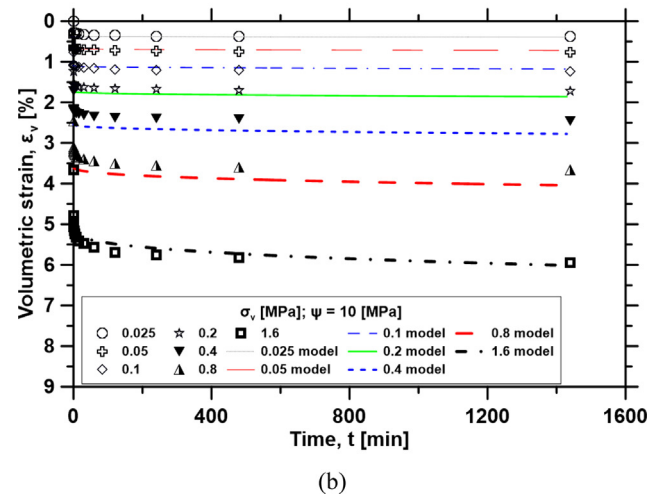 0
1
2
3
4
5
6
7
8
9
Volumetric strain, εv [%]
σv [MPa]; ψ = 10 [MPa]
0.025 0.2 1.6 0.1 model 0.8 model
0.05 0.4 0.025 model 0.2 model 1.6 model
0.1 0.8 0.05 model 0.4 model
0 400 800 1200 1600
Time, t [min]
(b)